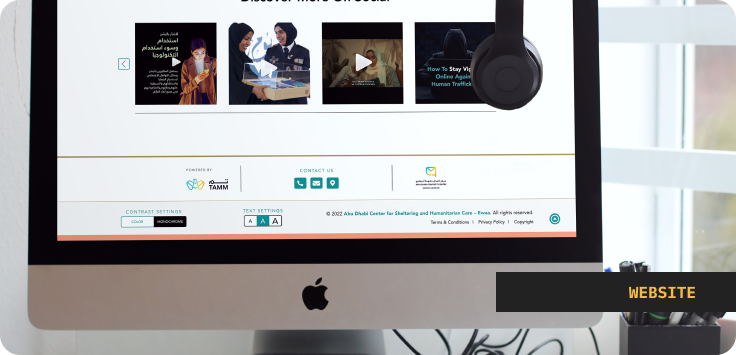 Discover More On Social
استخدام
وسوء استخدام
التكنولوجيا
How To Stay
Online Again
Human Traffick
POWERED BY
تـم
TAMM
CONTACT US
CONTRAST SETTINGS
COLOR
MONOCHROME
TEXT SETTINGS
A A A
© 2022 Abu Dhabi Center for Sheltering and Humanitarian Care – Ewaa. All rights reserved.
Terms & Conditions | Privacy Policy | Copyright
WEBSITE